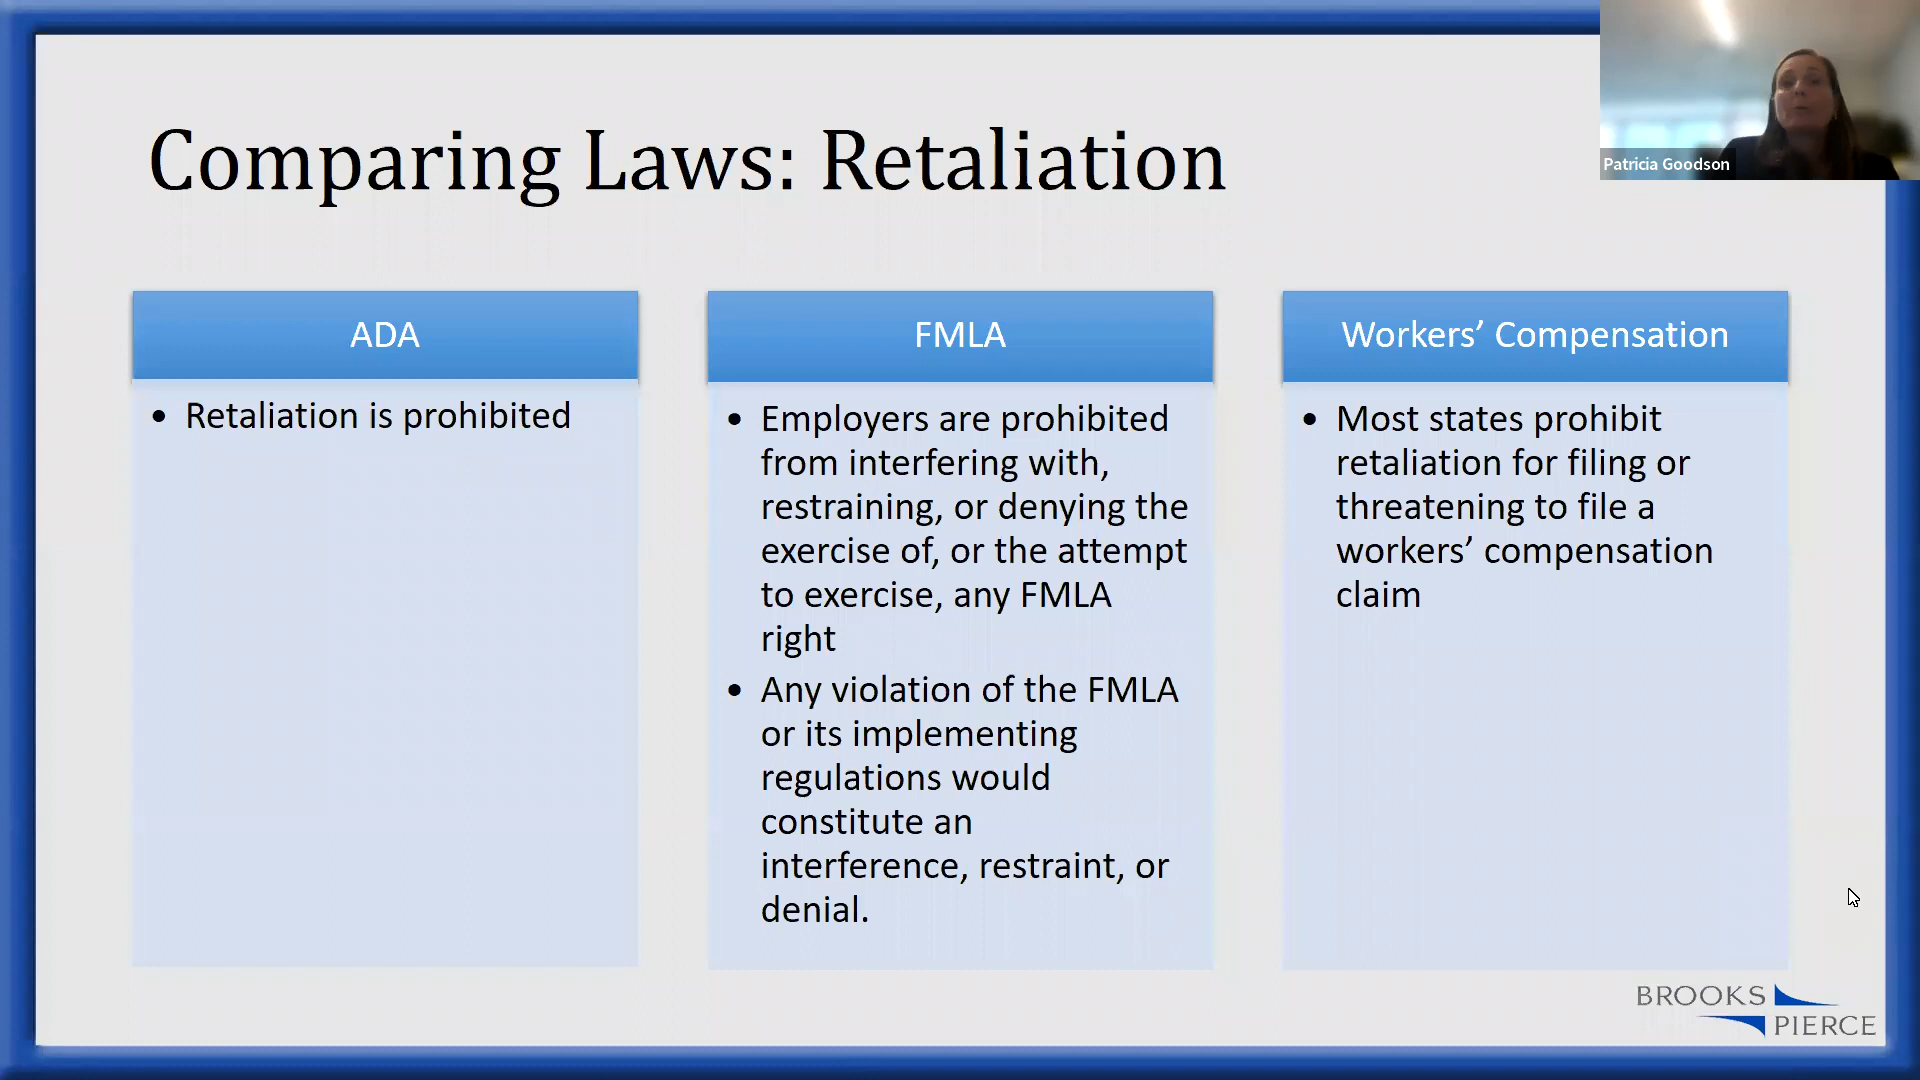 Patricia Goodson
Comparing Laws: Retaliation
ADA
• Retaliation is prohibited
FMLA
• Employers are prohibited
from interfering with,
restraining, or denying the
exercise of, or the attempt
to exercise, any FMLA
right
• Any violation of the FMLA
or its implementing
regulations would
constitute an
interference, restraint, or
denial.
Workers’ Compensation
• Most states prohibit
retaliation for filing or
threatening to file a
workers’ compensation
claim
BROOKS
PIERCE